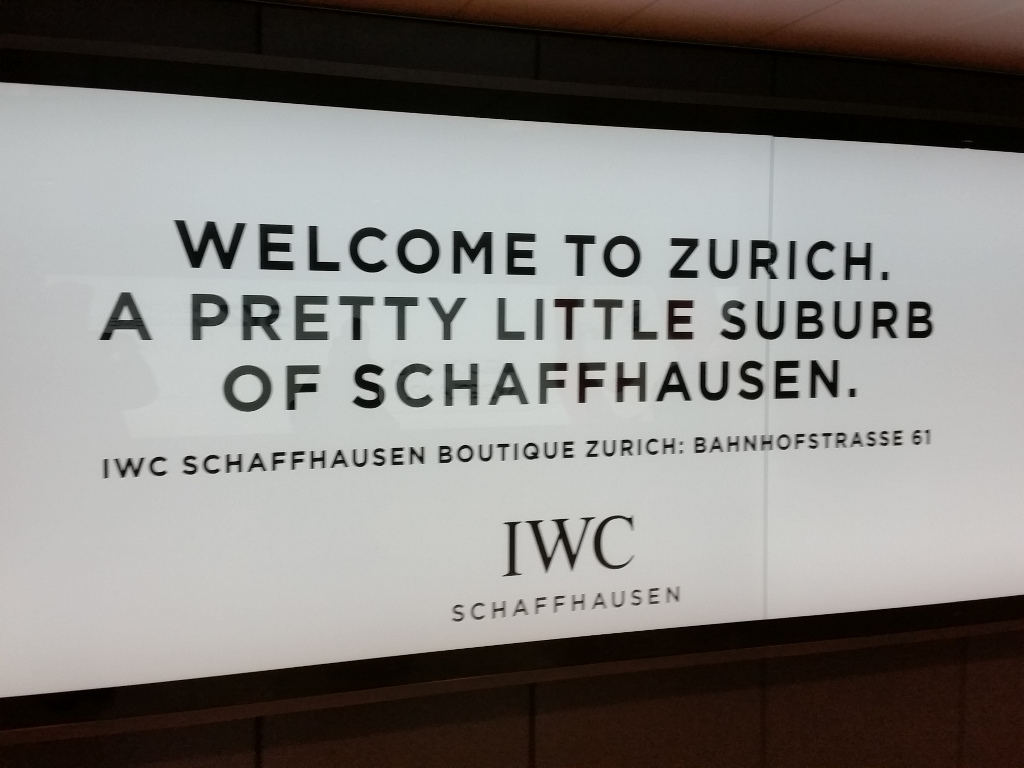 WELCOME TO ZURICH.
A PRETTY LITTLE SUBURB
OF SCHAFFHAUSEN.
IWC SCHAFFHAUSEN BOUTIQUE ZURICH: BAHNHOFSTRASSE 61
IWC
SCHAFFHAUSEN